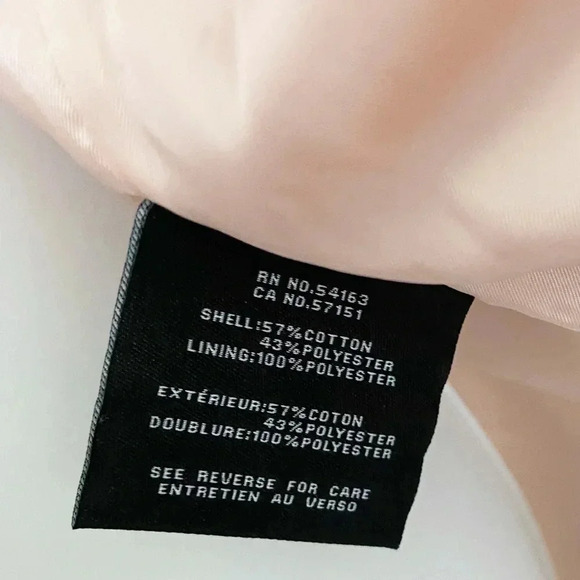 RN NO.54163
CA NO.57151
SHELL:57%COTTON
43%POLYESTER
LINING:100%POLYESTER
EXTÉRIEUR:57%COTON
43%POLYESTER
DOUBLURE:100%POLYESTER
SEE REVERSE FOR CARE
ENTRETIEN AU VERSO